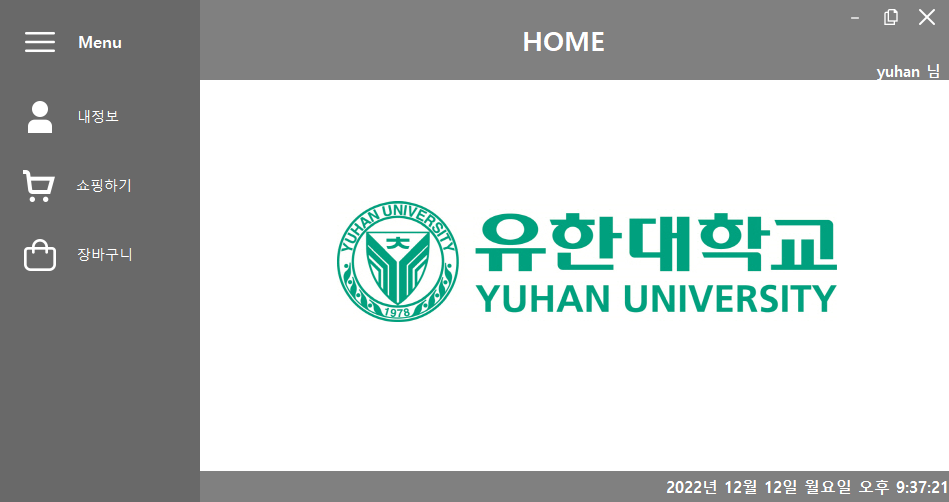 Menu
HOME
yuhan 님
내정보
쇼핑하기
장바구니
YUHAN UNIVERSITY
ㅊ
1978
유한대학교
YUHAN UNIVERSITY
2022년 12월 12일 월요일 오후 9:37:21